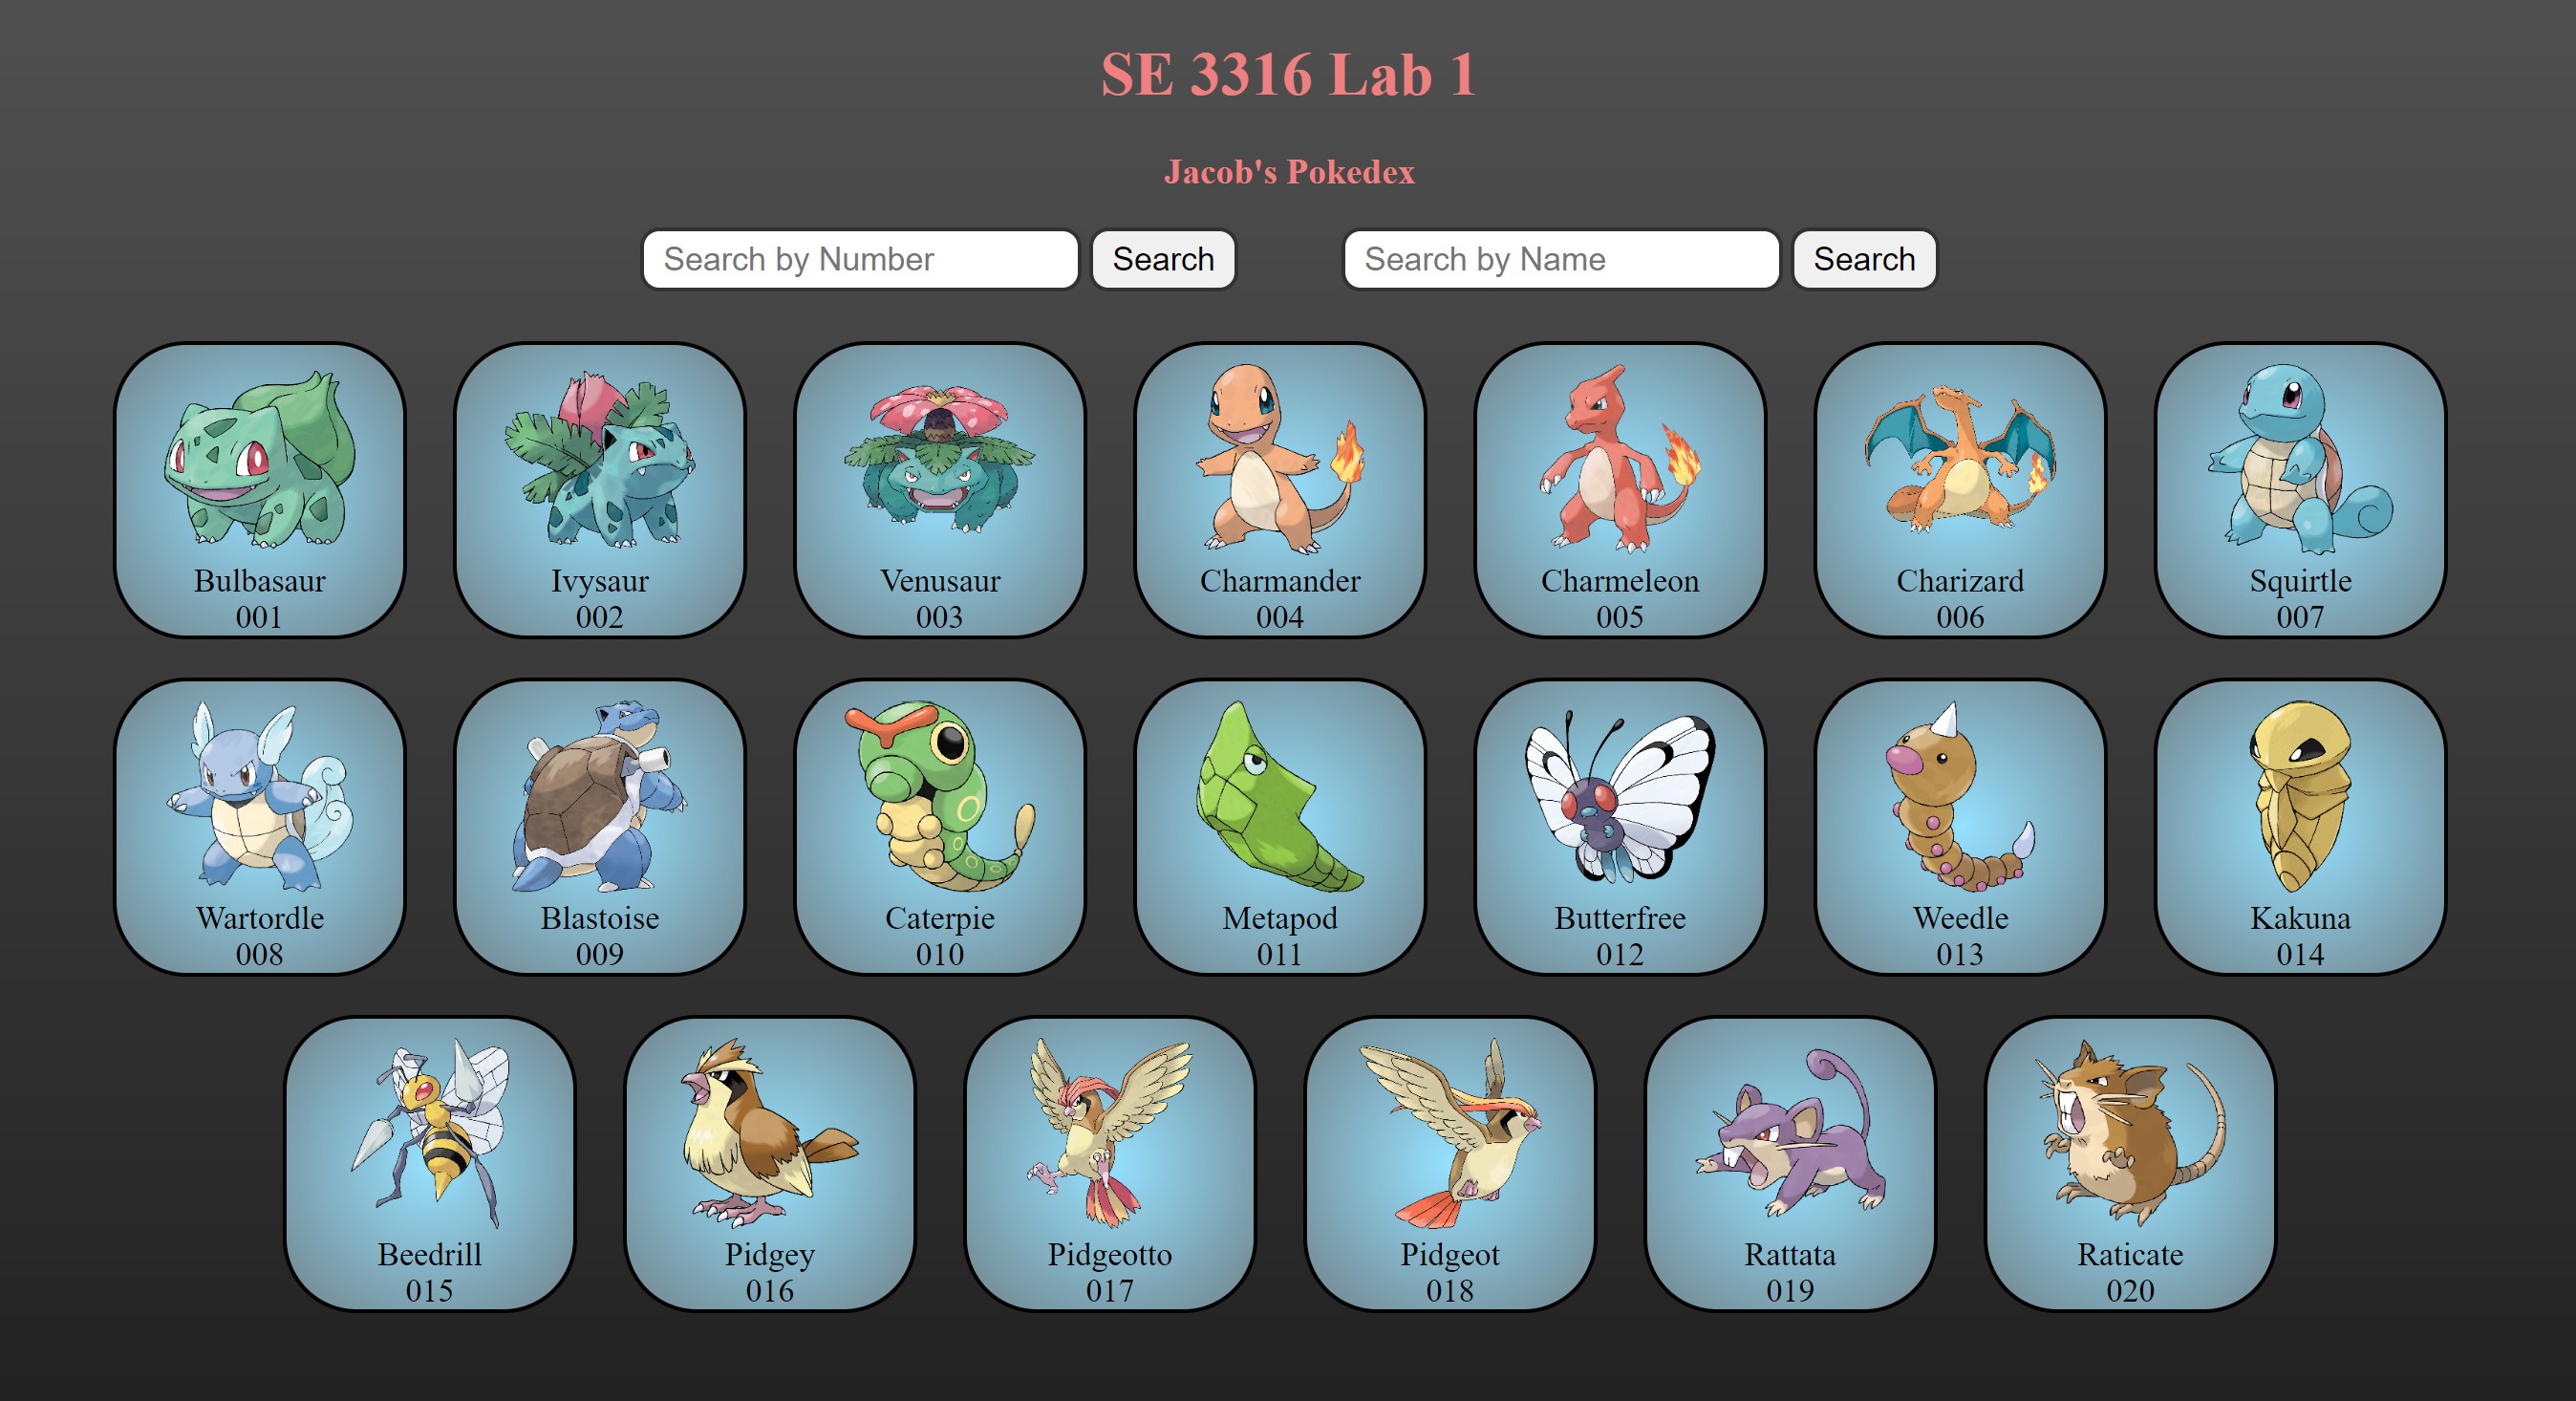 SE 3316 Lab 1
Jacob's Pokedex
Search by Number Search Search by Name Search
Bulbasaur Ivysaur Venusaur Charmander Charmeleon Charizard Squirtle
001 002 003 004 005 006 007
Wartordle Blastoise Caterpie Metapod Butterfree Weedle Kakuna
008 009 010 011 012 013 014
Beedrill Pidgey Pidgeotto Pidgeot Rattata Raticate
015 016 017 018 019 020